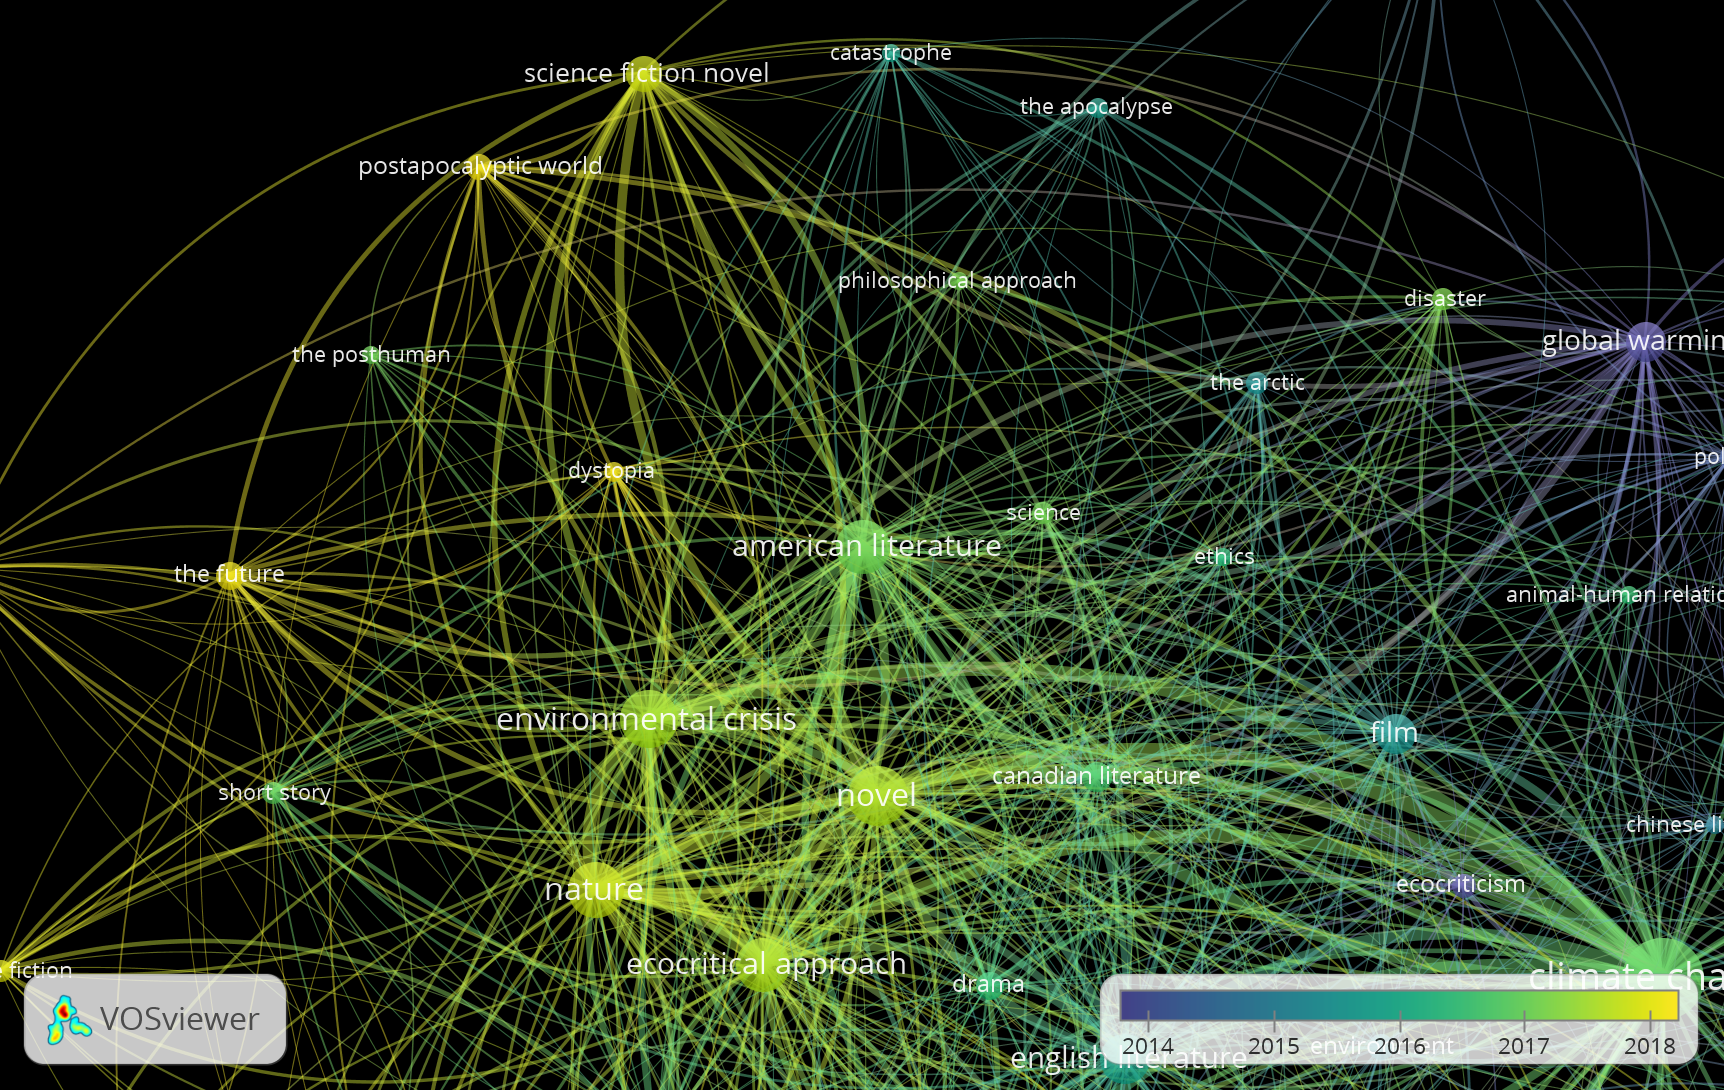 catastrophe
science fiction novel
the apocalypse
postapocalyptic world
philosophical approach
disaster
global warmin
the posthuman
the arctic
pol
dystopia
science
american literature
ethics
the future
animal-human relatio
environmental crisis
film
canadian literature
short story
novel
chinese li
nature
ecocriticism
ecocritical approach
e fiction
drama
climate cha
VOSviewer
english literature
environment
2014 2015 2016 2017 2018